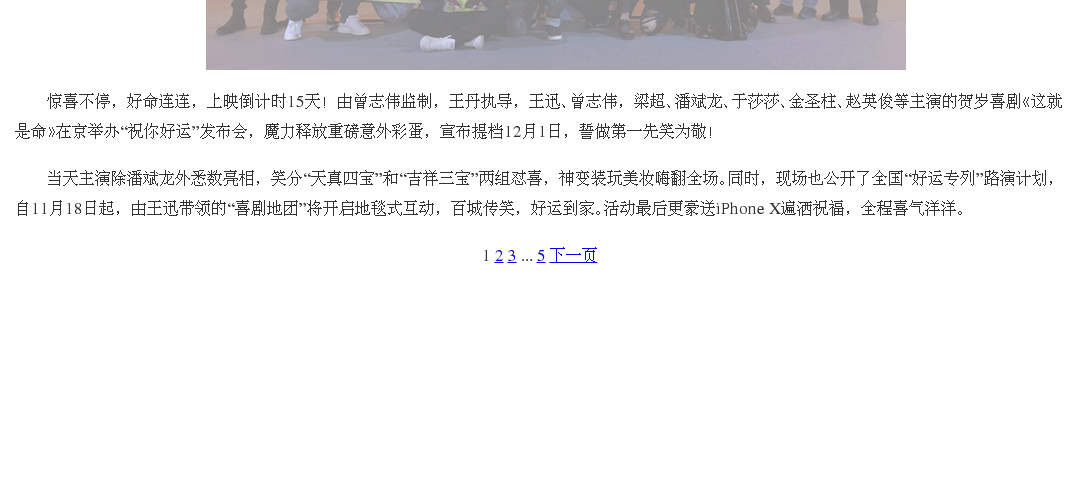 惊喜不停，好命连连，上映倒计时15天！由曾志伟监制，王丹执导，王迅、曾志伟，梁超、潘斌龙、于莎莎、金圣柱、赵英俊等主演的贺岁喜剧《这就
是命》在京举办“祝你好运”发布会，魔力释放重磅意外彩蛋，宣布提档12月1日，誓做第一先笑为敬！
当天主演除潘斌龙外悉数亮相，笑分“天真四宝”和“吉祥三宝”两组怼喜，神变装玩美妆嗨翻全场。同时，现场也公开了全国“好运专列”路演计划，
自11月18日起，由王迅带领的“喜剧地团”将开启地毯式互动，百城传笑，好运到家。活动最后更豪送iPhone X遍洒祝福，全程喜气洋洋。
1 2 3 ... 5 下一页